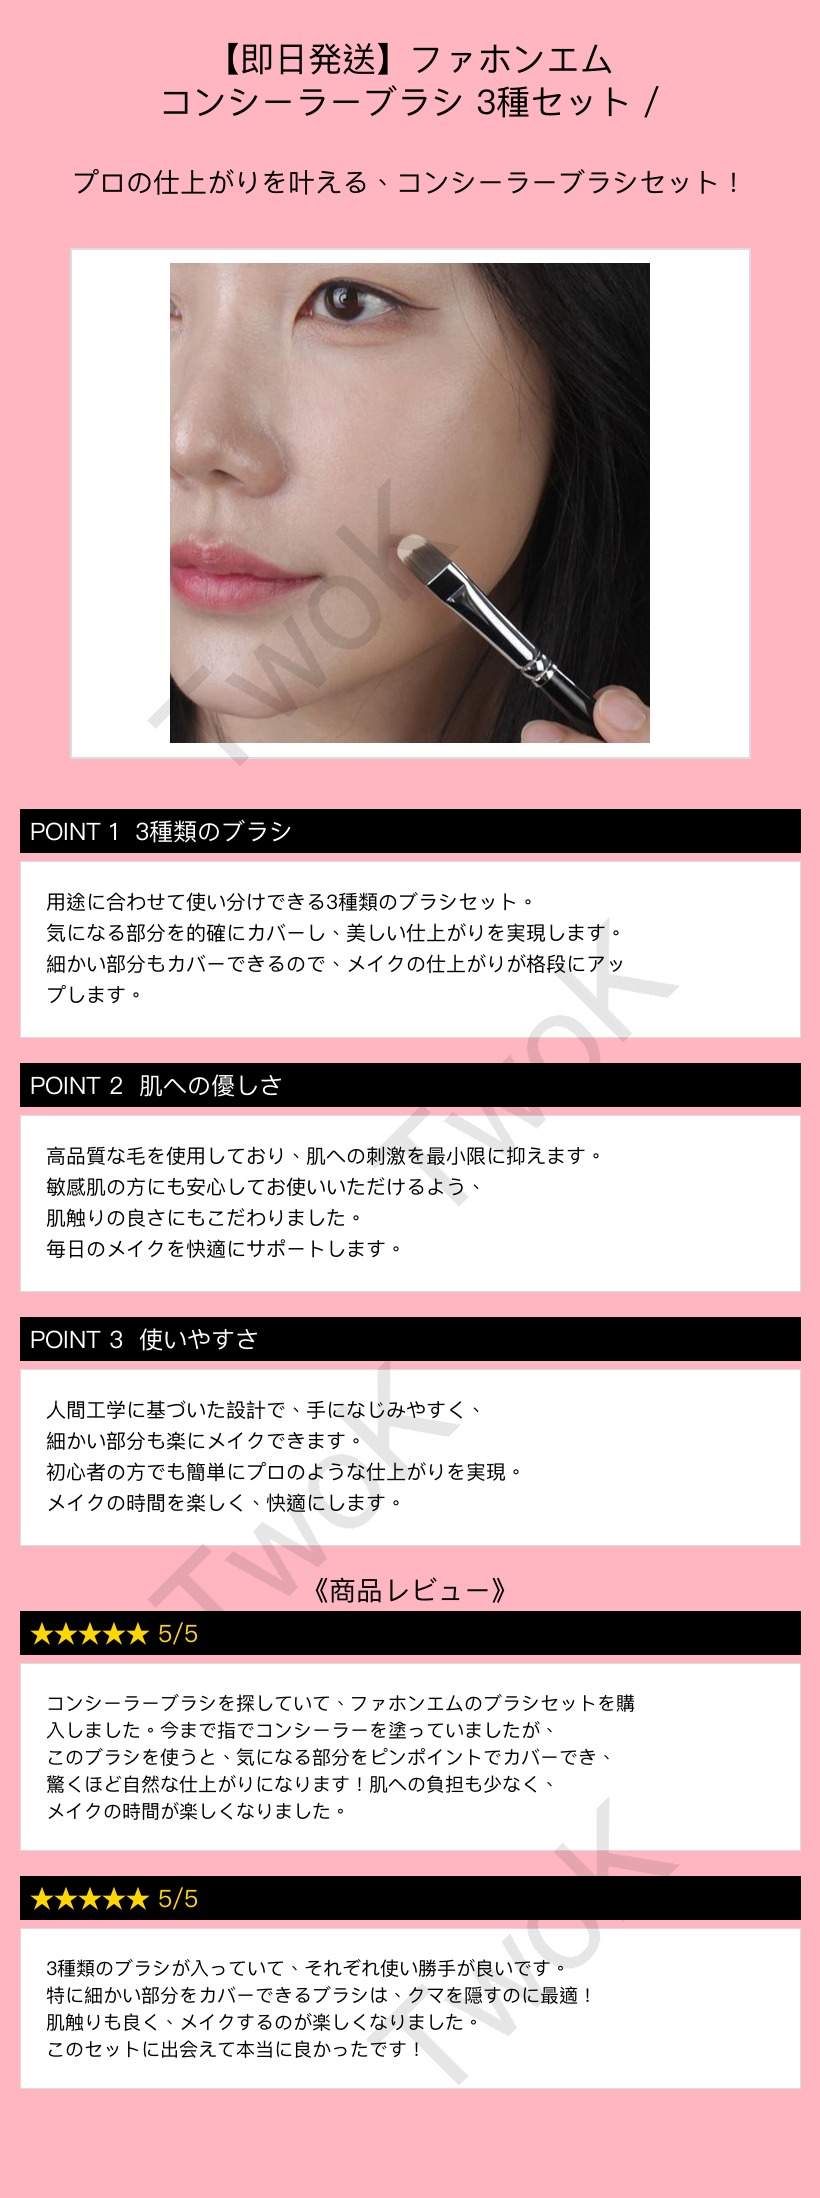 【即日発送】ファホンエム
コンシーラーブラシ 3種セット /
プロの仕上がりを叶える、コンシーラーブラシセット！
TwoK
POINT 1 3種類のブラシ
用途に合わせて使い分けできる3種類のブラシセット。
気になる部分を的確にカバーし、美しい仕上がりを実現します。
細かい部分もカバーできるので、メイクの仕上がりが格段にアッ
プします。
TwoK
POINT 2 肌への優しさ
高品質な毛を使用しており、肌への刺激を最小限に抑えます。
敏感肌の方にも安心してお使いいただけるよう、
肌触りの良さにもこだわりました。
毎日のメイクを快適にサポートします。
POINT 3 使いやすさ
人間工学に基づいた設計で、手になじみやすく、
細かい部分も楽にメイクできます。
初心者の方でも簡単にプロのような仕上がりを実現。
メイクの時間を楽しく、快適にします。
TwoK
《商品レビュー》
★★★★★ 5/5
コンシーラーブラシを探していて、ファホンエムのブラシセットを購
入しました。今まで指でコンシーラーを塗っていましたが、
このブラシを使うと、気になる部分をピンポイントでカバーでき、
驚くほど自然な仕上がりになります！肌への負担も少なく、
メイクの時間が楽しくなりました。
★★★★★ 5/5
3種類のブラシが入っていて、それぞれ使い勝手が良いです。
特に細かい部分をカバーできるブラシは、クマを隠すのに最適！
肌触りも良く、メイクするのが楽しくなりました。
このセットに出会えて本当に良かったです！
TwoK